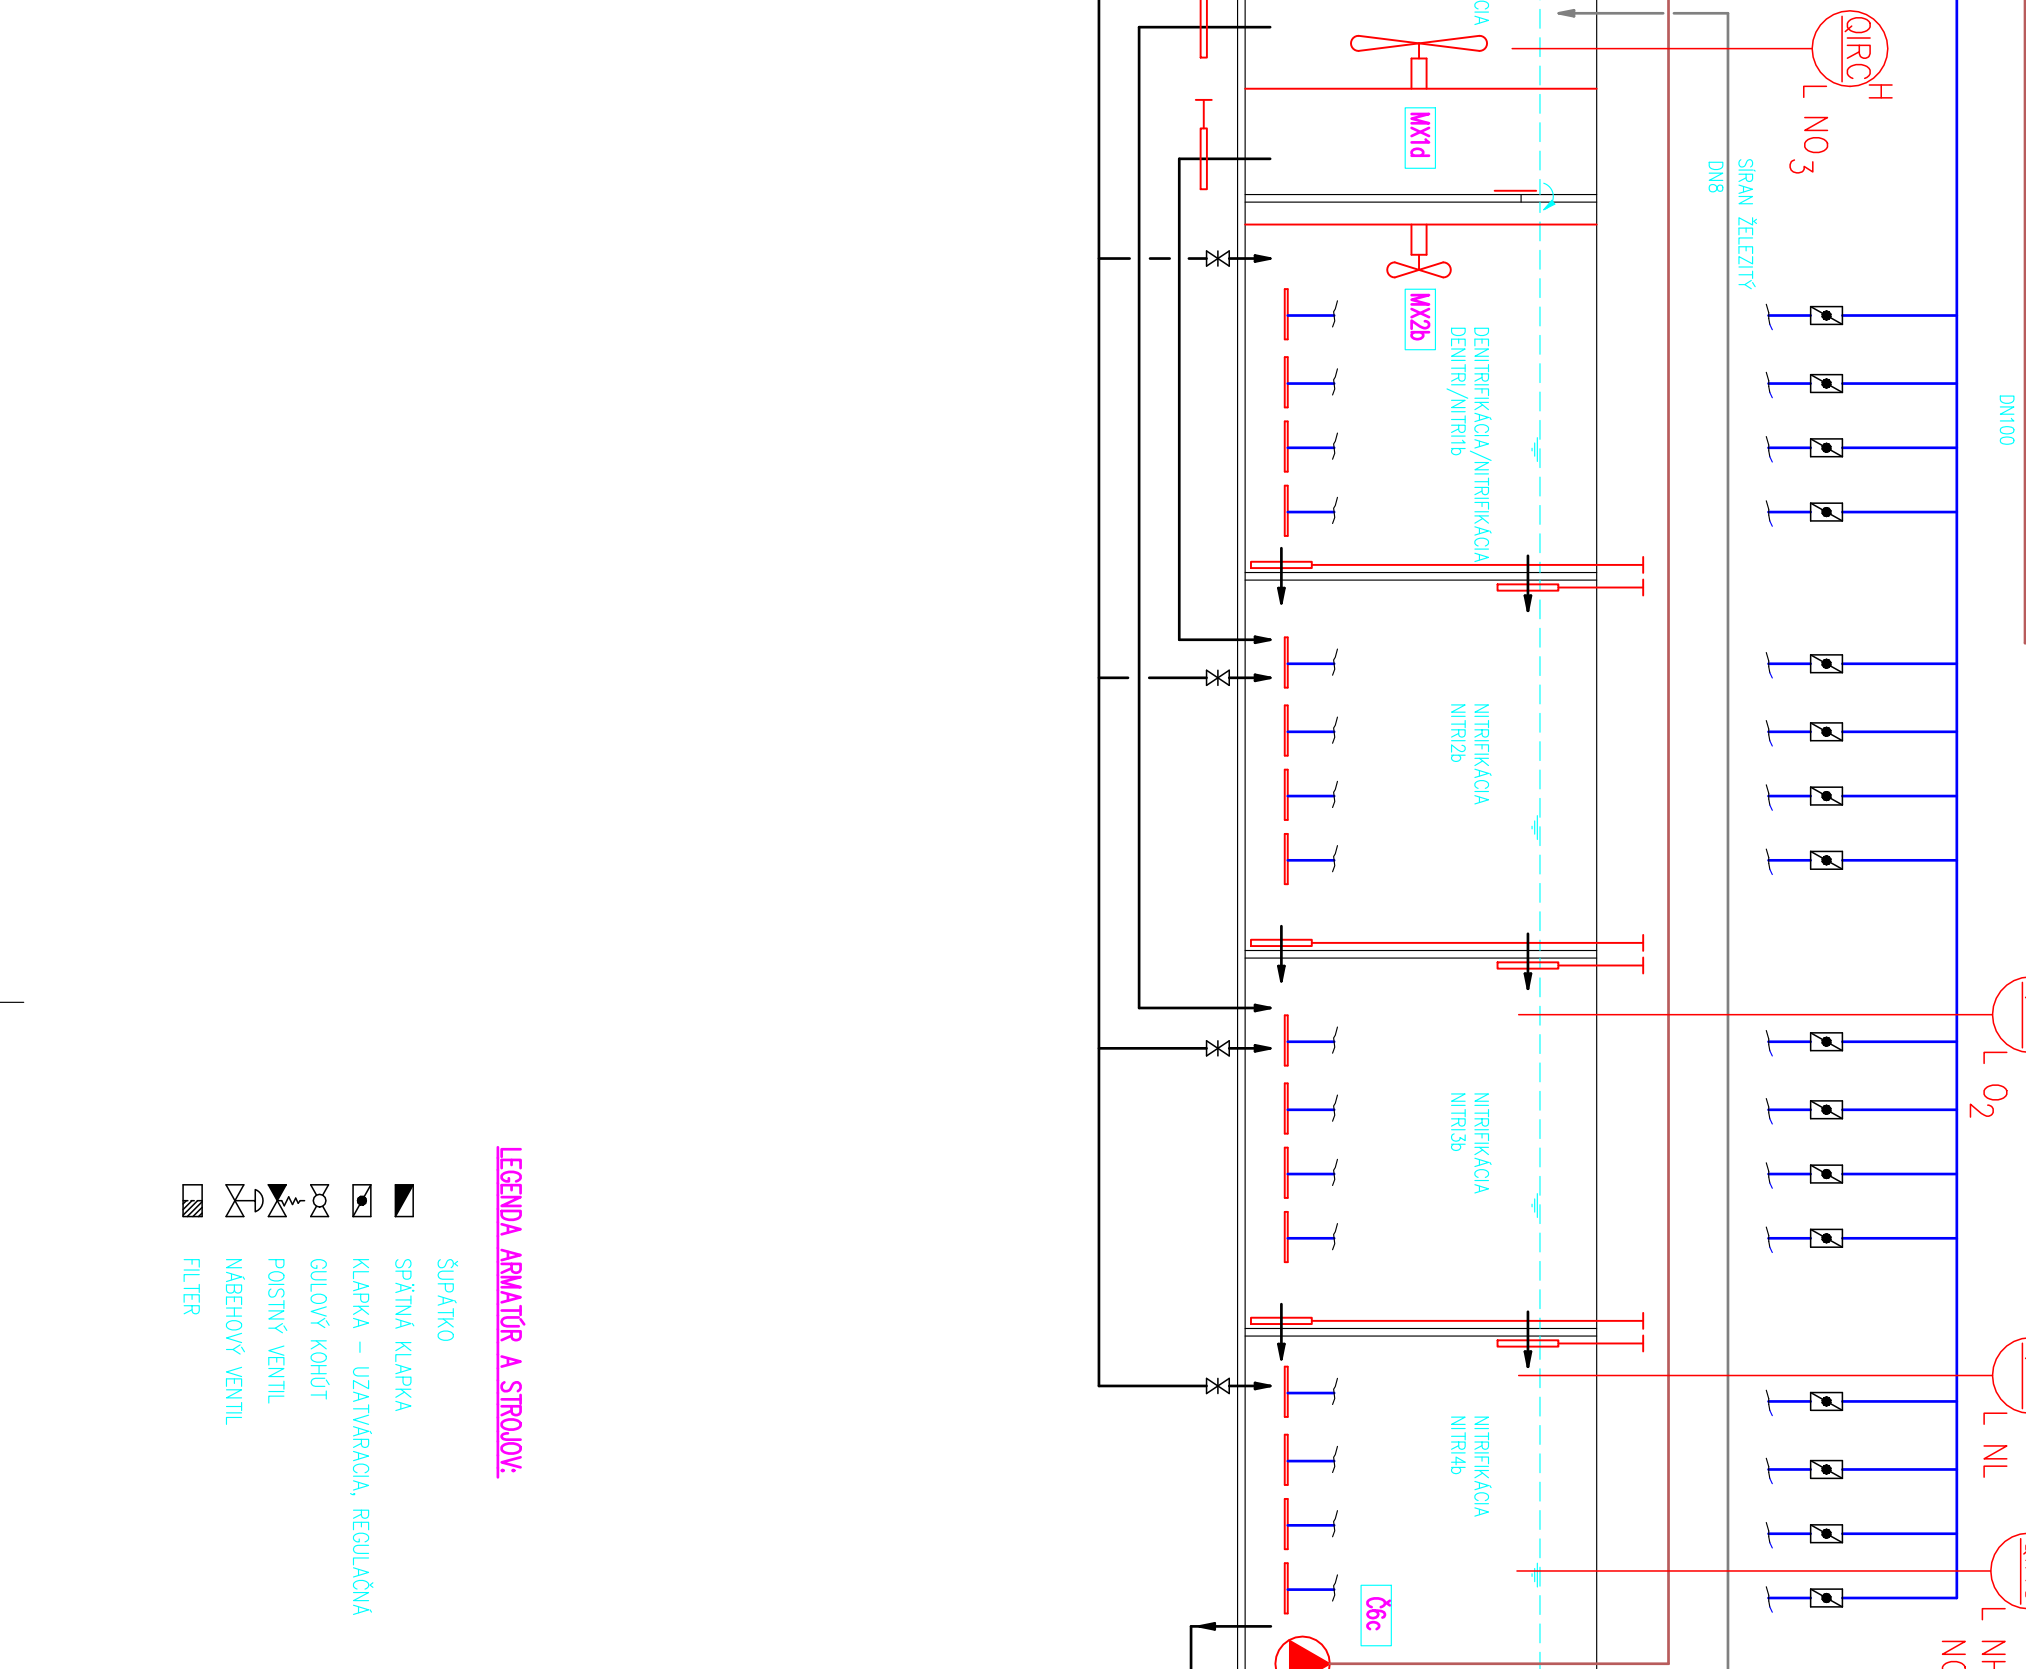 QIRC
H
L NO3
SÍRAN ŽELEZITÝ
DN8
DN100
MX1d
MX2b
DENITRIFIKÁCIA/NITRIFIKÁCIA
DENITRI/NITRI1b
NITRIFIKÁCIA
NITRI2b
L O2
NITRIFIKÁCIA
NITRI3b
L NL
NITRIFIKÁCIA
NITRI4b
Č6c
L
LEGENDA ARMATÚR A STROJOV:
ŠUPÁTKO
SPÄTNÁ KLAPKA
KLAPKA – UZATVÁRACIA, REGULAČNÁ
GULOVÝ KOHÚT
POISTNÝ VENTIL
NÁBEHOVÝ VENTIL
FILTER